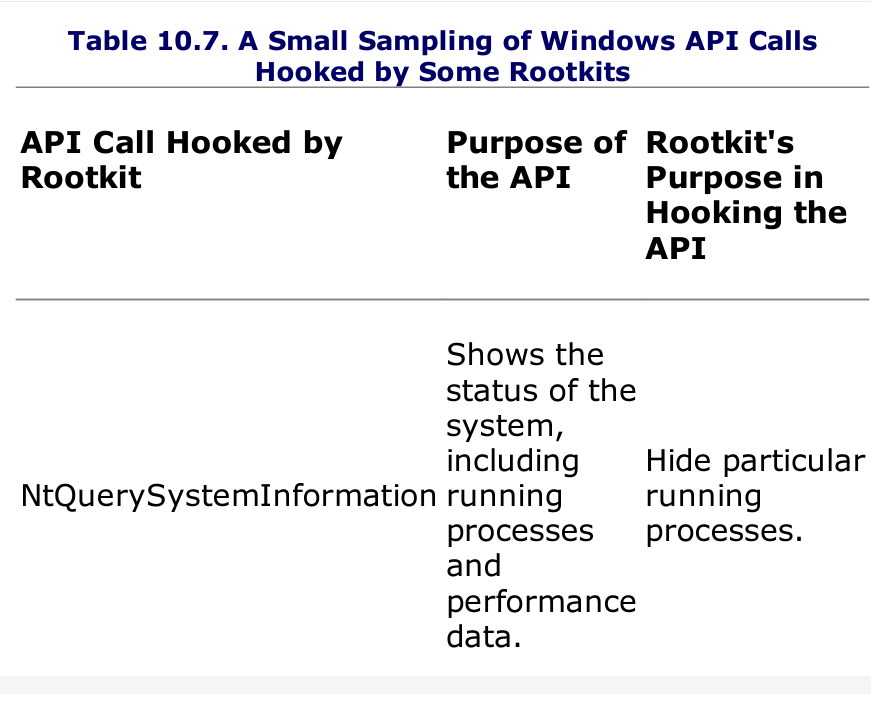 Table 10.7. A Small Sampling of Windows API Calls
Hooked by Some Rootkits
API Call Hooked by
Rootkit
Purpose of
the API
Rootkit's
Purpose in
Hooking the
API
NtQuerySystemInformation
Shows the
status of the
system,
including
running
processes
and
performance
data.
Hide particular
running
processes.